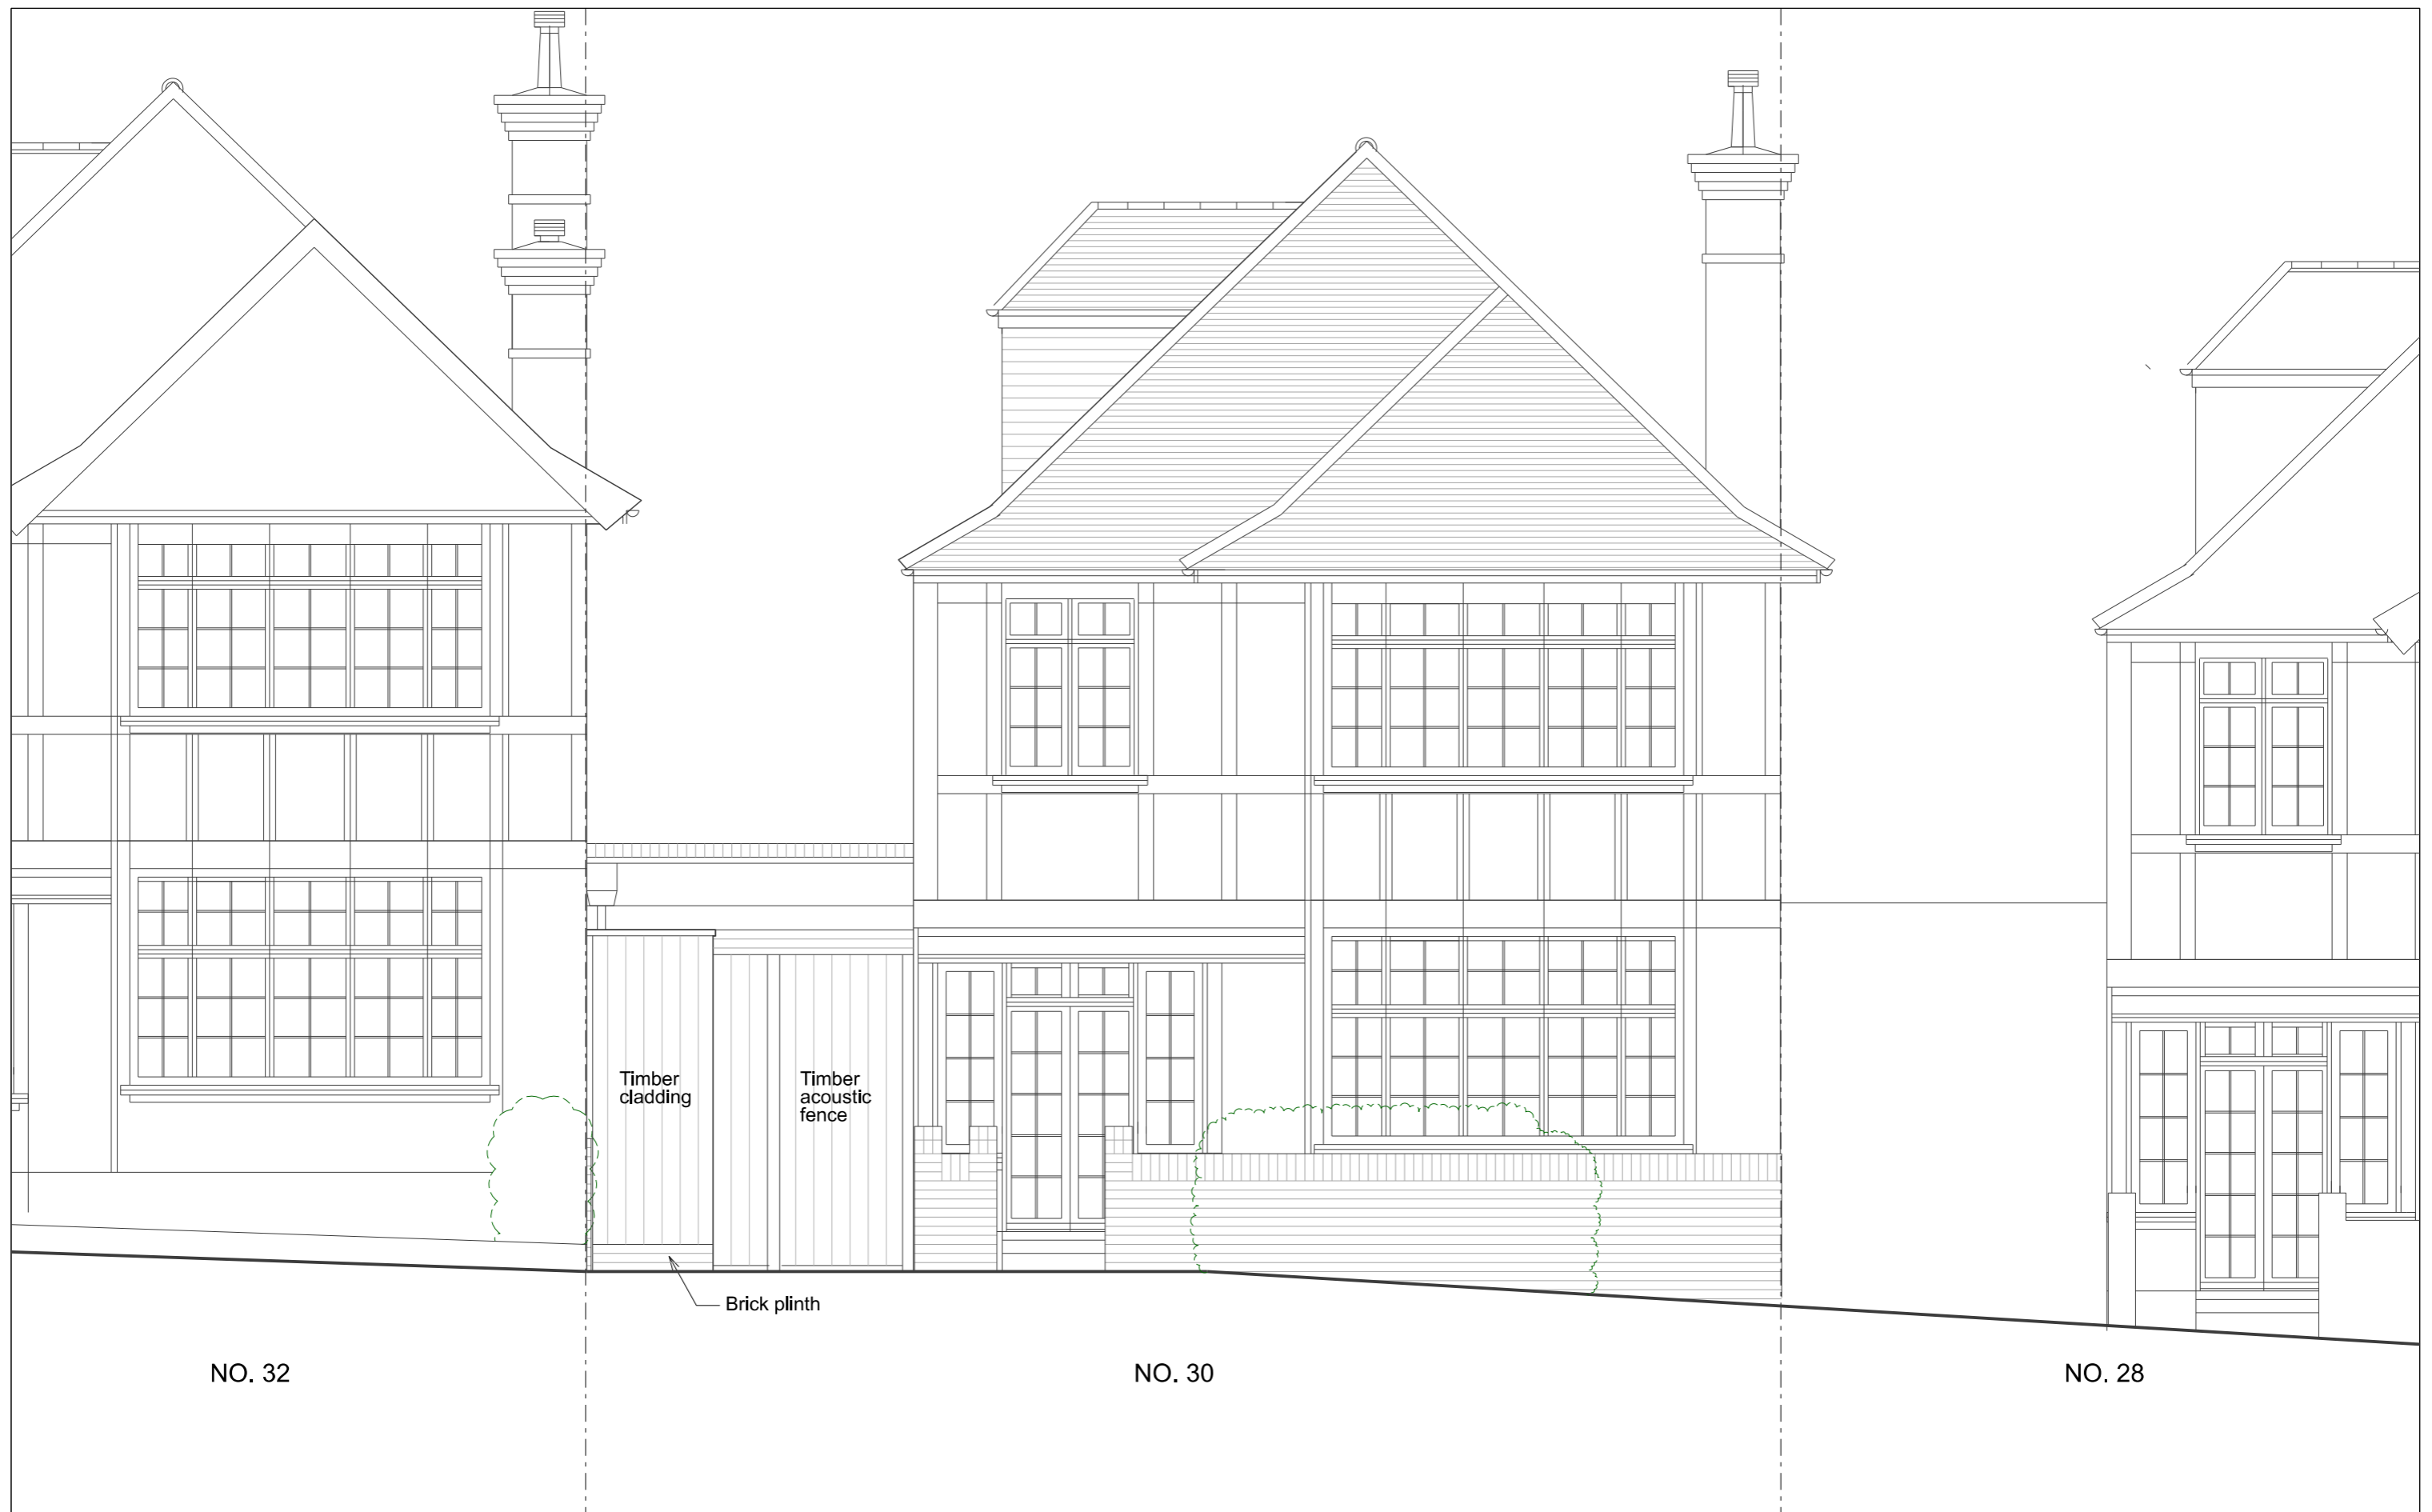 Timber
cladding
Timber
acoustic
fence
Brick plinth
NO. 32
NO. 30
NO. 28